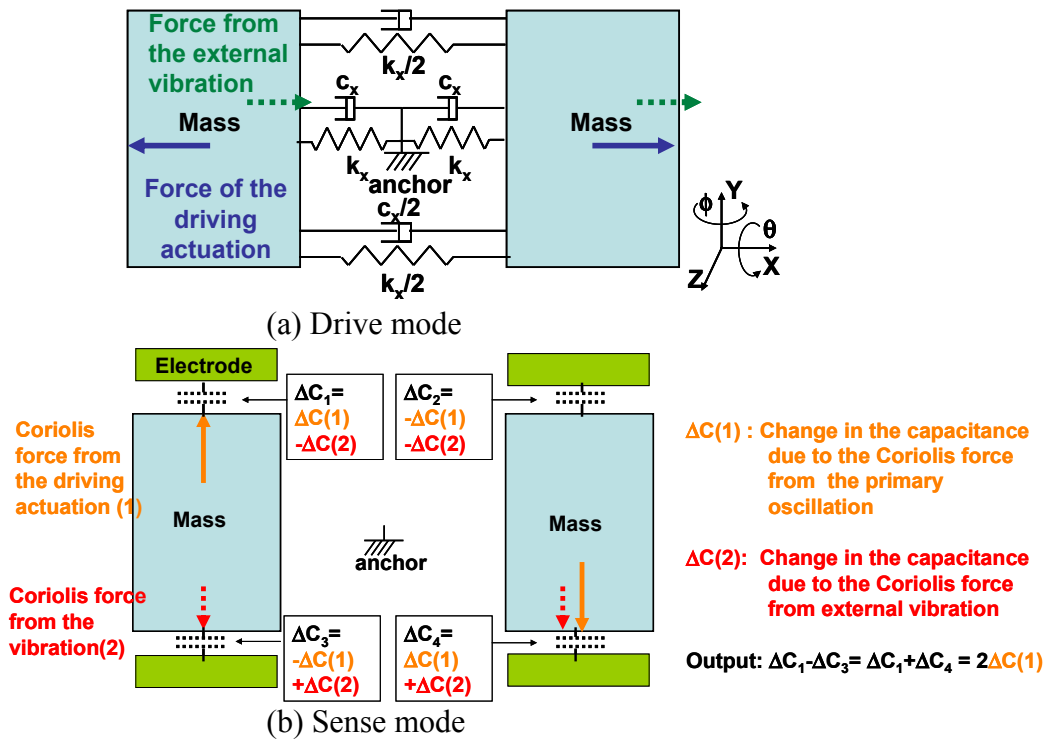 Force from
the external
vibration
Mass
Force of the
driving
actuation
kₓ/2
cₓ
cₓ
kₓ
kₓ
anchor
cₓ/2
kₓ/2
Mass
ϕ
Y
θ
X
Z
(a) Drive mode
Electrode
Coriolis
force from
the driving
actuation (1)
Mass
Coriolis force
from the
vibration(2)
ΔC₁=
ΔC(1)
-ΔC(2)
ΔC₂=
-ΔC(1)
-ΔC(2)
anchor
ΔC₃=
-ΔC(1)
+ΔC(2)
ΔC₄=
ΔC(1)
+ΔC(2)
Mass
ΔC(1) : Change in the capacitance
due to the Coriolis force
from the primary
oscillation
ΔC(2): Change in the capacitance
due to the Coriolis force
from external vibration
Output: ΔC₁-ΔC₃= ΔC₁+ΔC₄ = 2ΔC(1)
(b) Sense mode